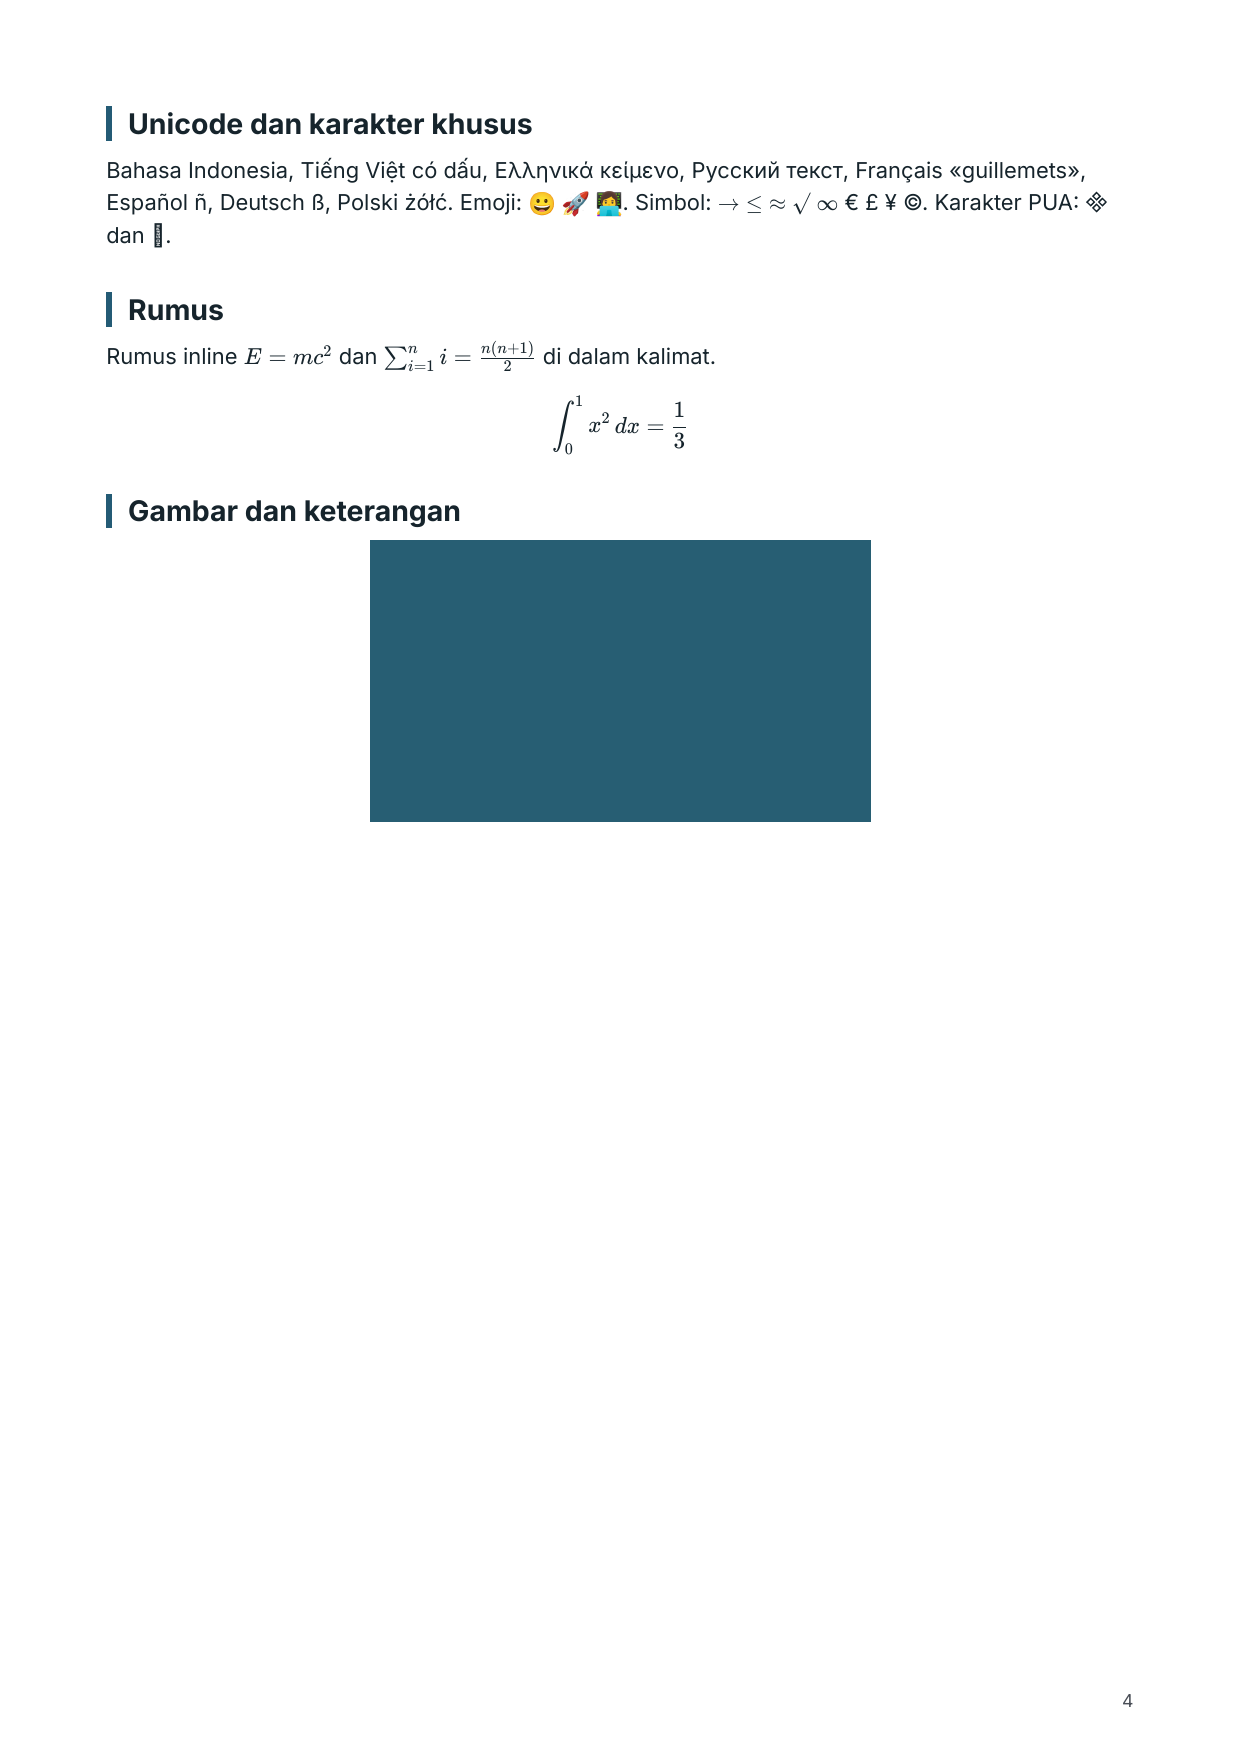 Unicode dan karakter khusus
Bahasa Indonesia, Tiếng Việt có dấu, Ελληνικά κείμενο, Русский текст, Français «guillemets»,
Español ñ, Deutsch ß, Polski żółć. Emoji: 😀 🚀 🧑‍💻. Simbol: → ≤ ≈ √ ∞ € £ ¥ ©. Karakter PUA: 
dan .
Rumus
Rumus inline E = mc² dan ∑ᵢ₌₁ⁿ i = n(n+1)/2 di dalam kalimat.
∫₀¹ x² dx = 1/3
Gambar dan keterangan
4